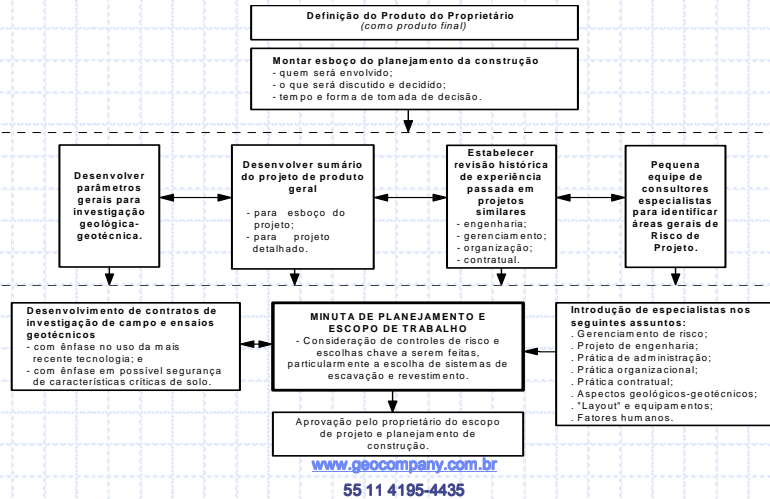 Definição do Produto do Proprietário
(como produto final)
Montar esboço do planejamento da construção
- quem será envolvido;
- o que será discutido e decidido;
- tempo e forma de tomada de decisão.
Desenvolver
parâmetros
gerais para
investigação
geológica-
geotécnica.
Desenvolver sumário
do projeto de produto
geral
- para esboço do
projeto;
- para projeto
detalhado.
Estabelecer
revisão histórica
de experiência
passada em
projetos
similares
- engenharia;
- gerenciamento;
- organização;
- contratual.
Pequena
equipe de
consultores
especialistas
para identificar
áreas gerais de
Risco de
Projeto.
Desenvolvimento de contratos de
investigação de campo e ensaios
geotécnicos
- com ênfase no uso da mais
recente tecnologia; e
- com ênfase em possível segurança
de características críticas de solo.
MINUTA DE PLANEJAMENTO E
ESCOPO DE TRABALHO
- Consideração de controles de risco e
escolhas chave a serem feitas,
particularmente a escolha de sistemas de
escavação e revestimento.
Introdução de especialistas nos
seguintes assuntos:
. Gerenciamento de risco;
. Projeto de engenharia;
. Prática de administração;
. Prática organizacional;
. Prática contratual;
. Aspectos geológicos-geotécnicos;
. "Layout" e equipamentos;
. Fatores humanos.
Aprovação pelo proprietário do escopo
de projeto e planejamento de
construção.
www.geocompany.com.br
55 11 4195-4435